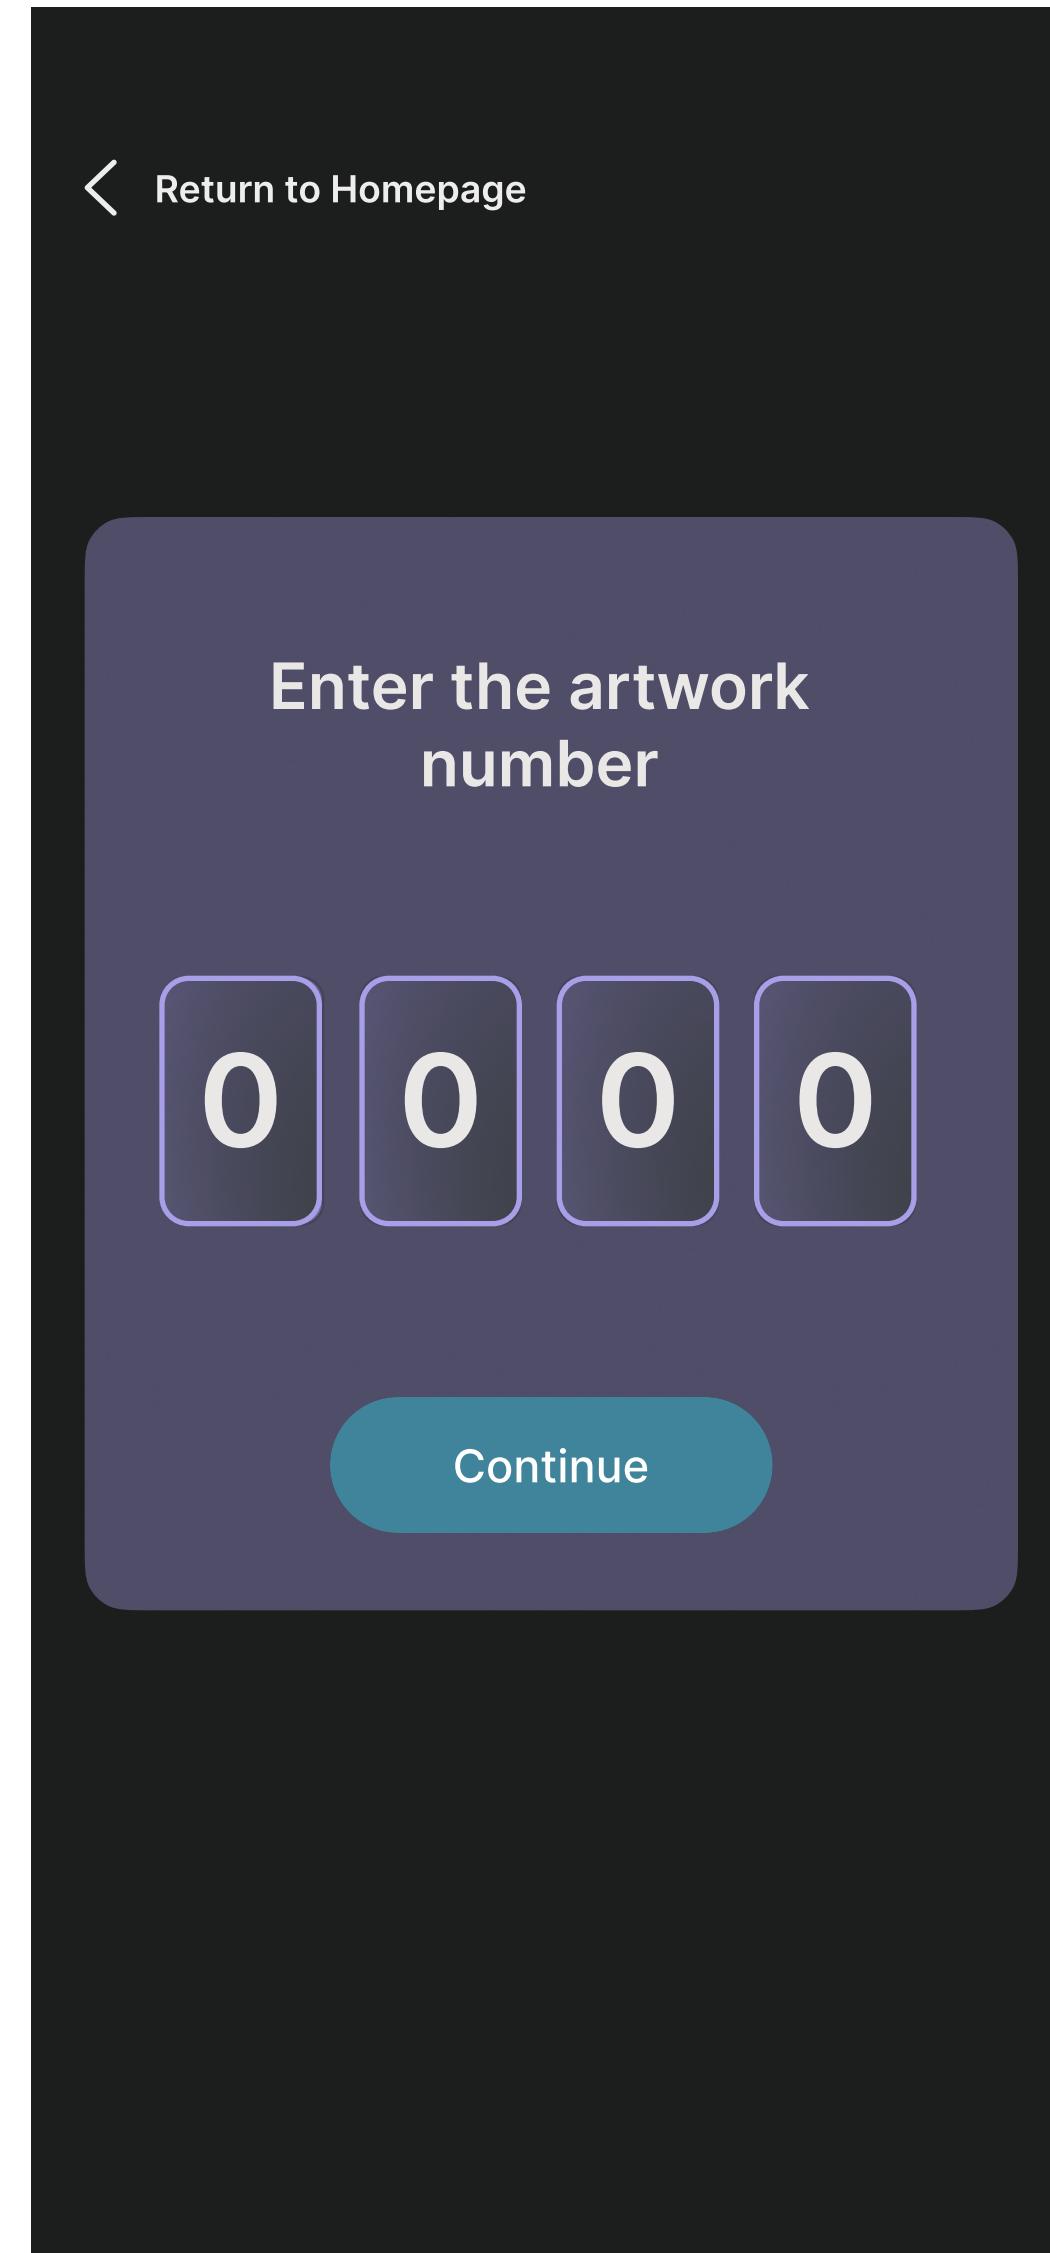 Return to Homepage
Enter the artwork
number
0 0 0 0
Continue